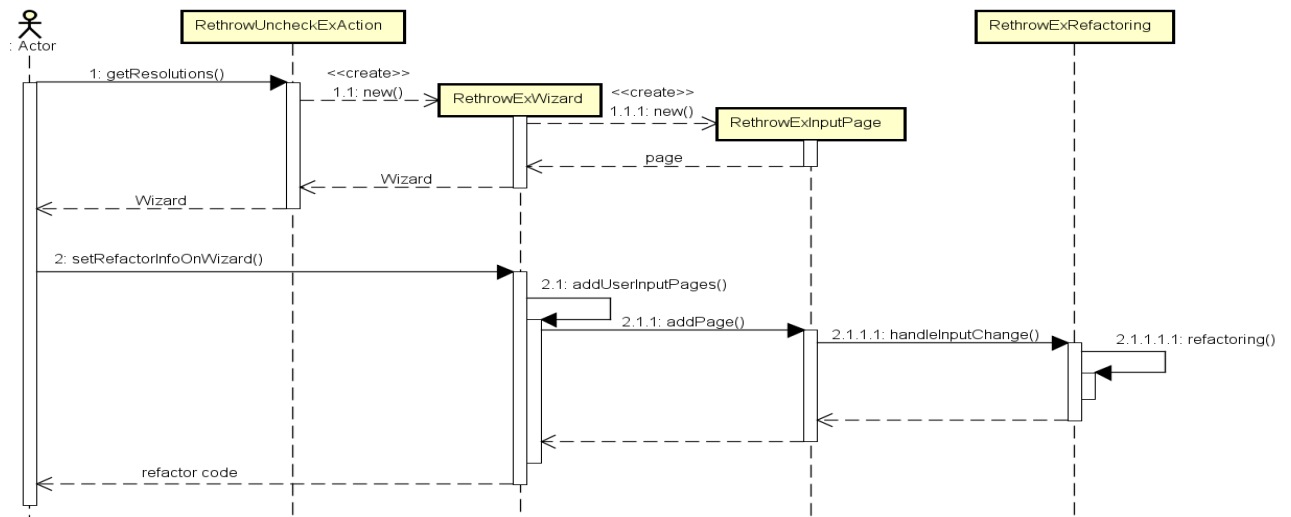 RethrowUncheckExAction
RethrowExRefactoring
: Actor
1: getResolutions()
<<create>>
1.1: new()
RethrowExWizard
<<create>>
1.1.1: new()
RethrowExInputPage
page
Wizard
Wizard
2: setRefactorInfoOnWizard()
2.1: addUserInputPages()
2.1.1: addPage()
2.1.1.1: handleInputChange()
2.1.1.1.1: refactoring()
refactor code